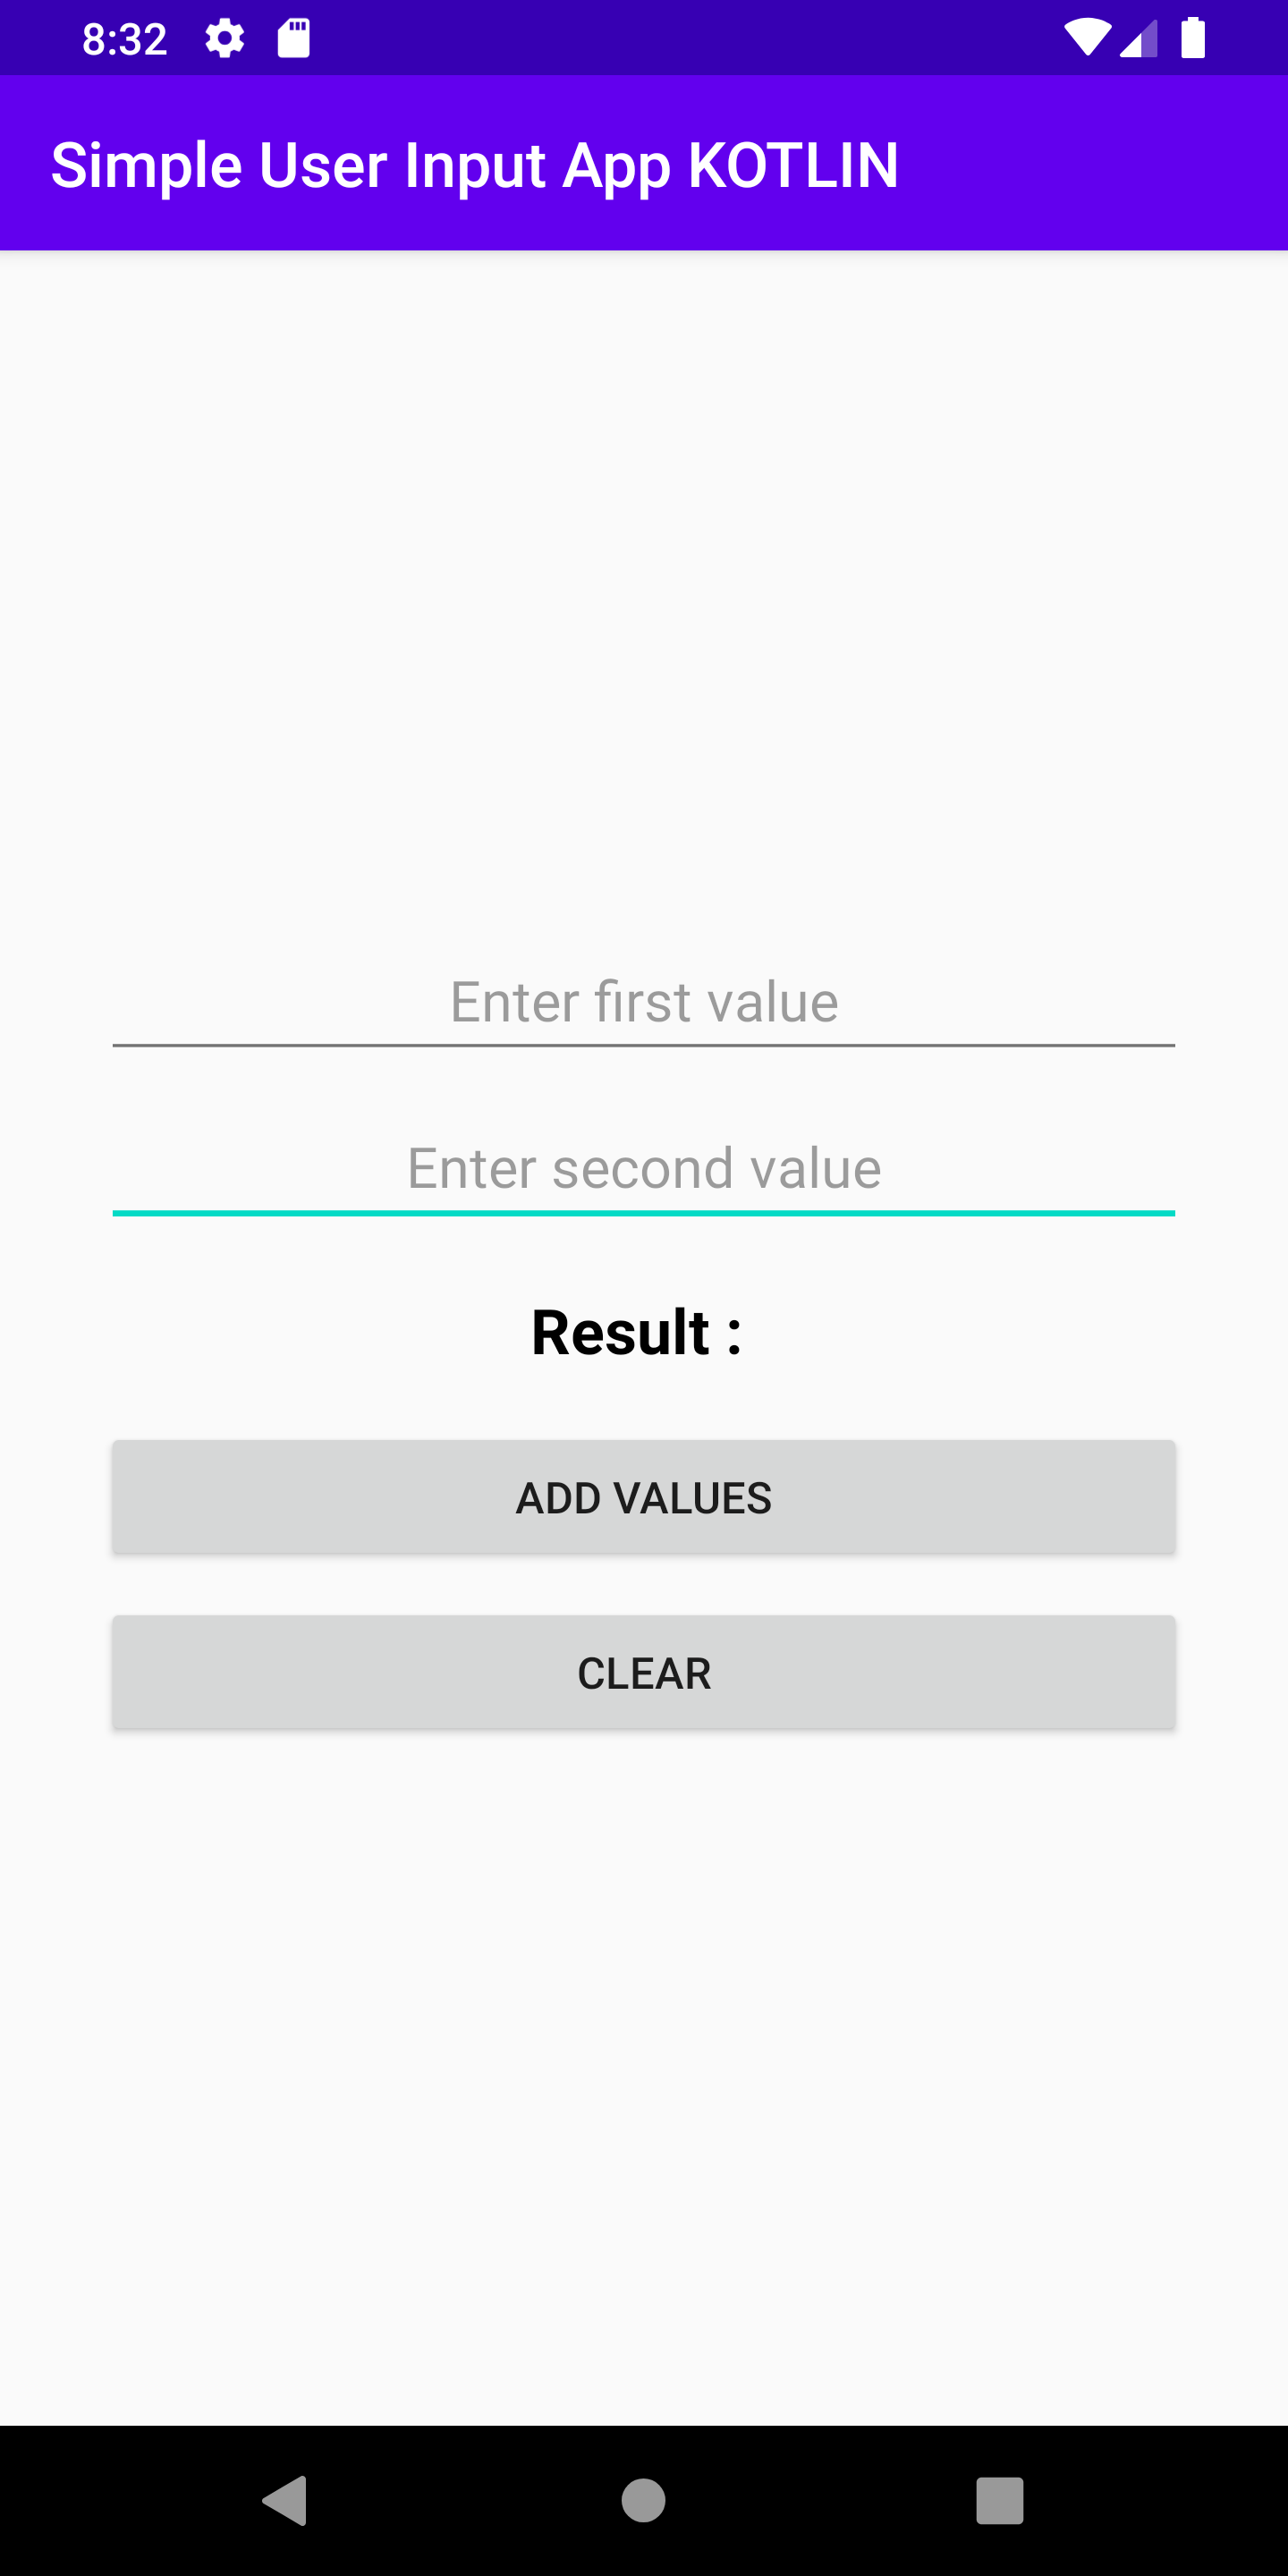 8:32
Simple User Input App KOTLIN
Enter first value
Enter second value
Result :
ADD VALUES
CLEAR